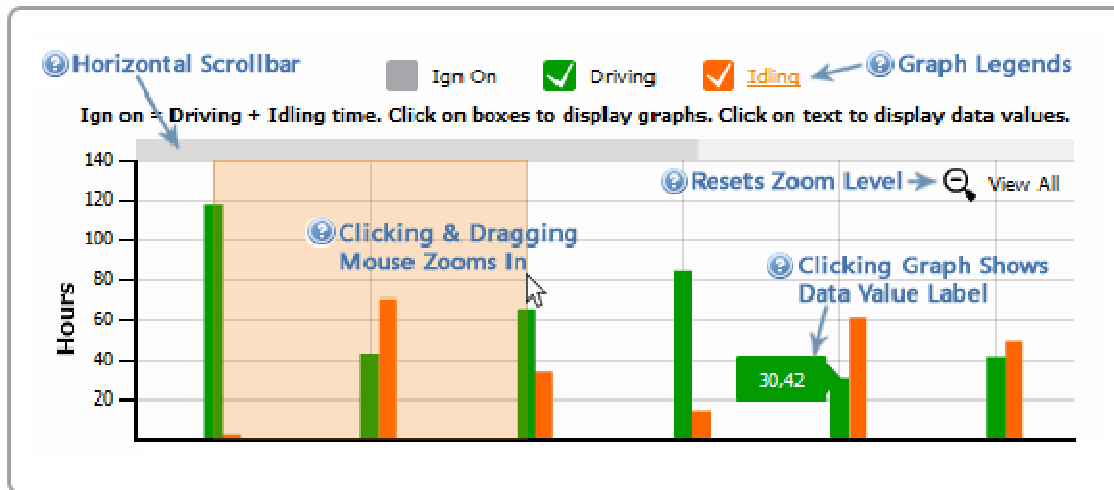 Horizontal Scrollbar
Ign On
Driving
Idling
Graph Legends
Ign on = Driving + Idling time. Click on boxes to display graphs. Click on text to display data values.
140
Resets Zoom Level
View All
120
Clicking & Dragging
Mouse Zooms In
100
Clicking Graph Shows
Data Value Label
80
60
40
30,42
20
Hours